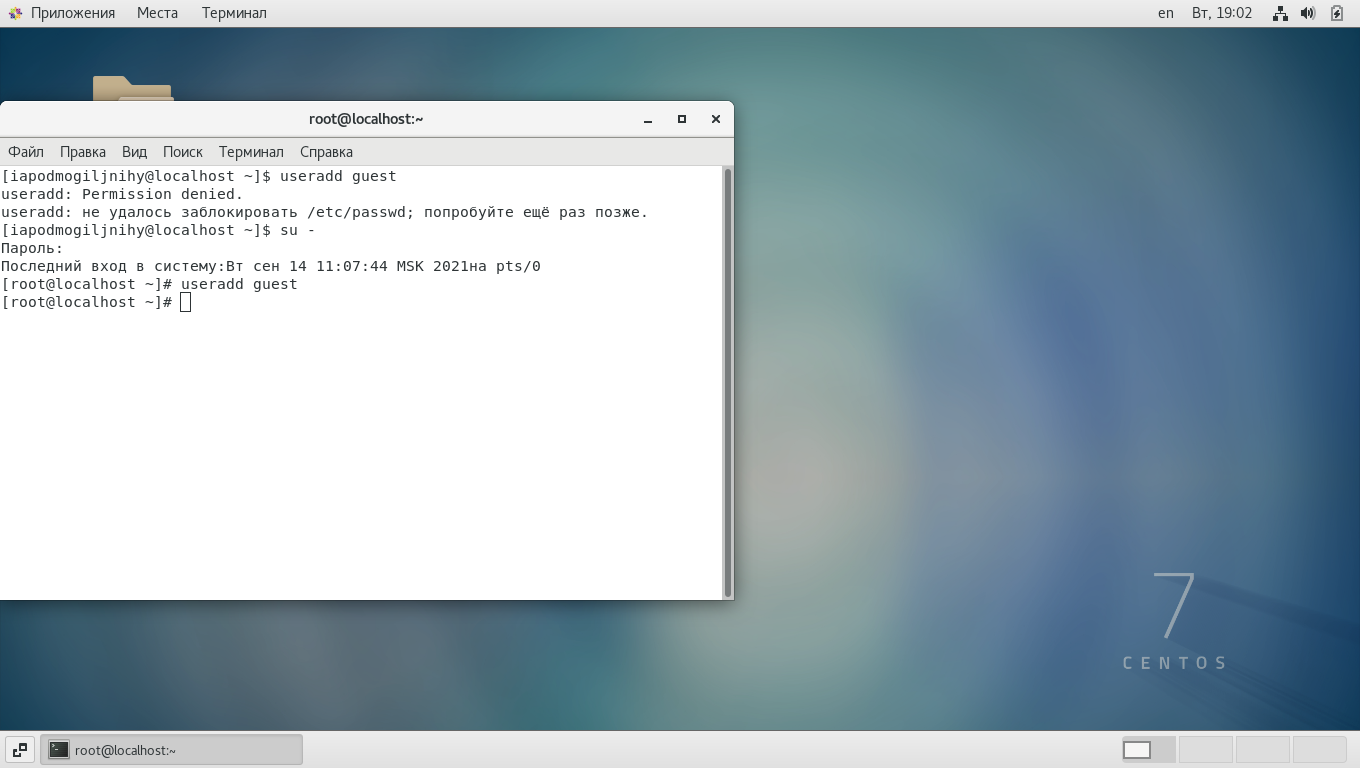 Приложения Места Терминал en Вт, 19:02
root@localhost:~
Файл Правка Вид Поиск Терминал Справка
[iapodmogiljnihy@localhost ~]$ useradd guest
useradd: Permission denied.
useradd: не удалось заблокировать /etc/passwd; попробуйте ещё раз позже.
[iapodmogiljnihy@localhost ~]$ su -
Пароль:
Последний вход в систему:Вт сен 14 11:07:44 MSK 2021на pts/0
[root@localhost ~]# useradd guest
[root@localhost ~]#
7
CENTOS
root@localhost:~